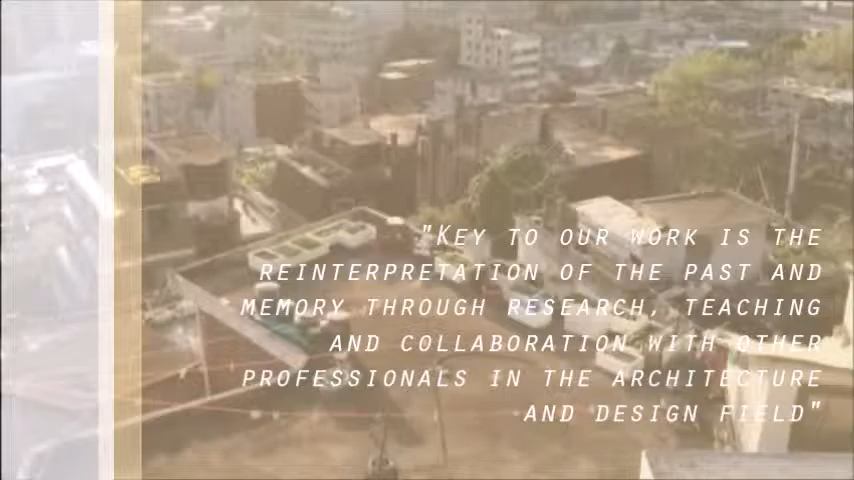 "KEY TO OUR WORK IS THE
REINTERPRETATION OF THE PAST AND
MEMORY THROUGH RESEARCH, TEACHING
AND COLLABORATION WITH OTHER
PROFESSIONALS IN THE ARCHITECTURE
AND DESIGN FIELD"